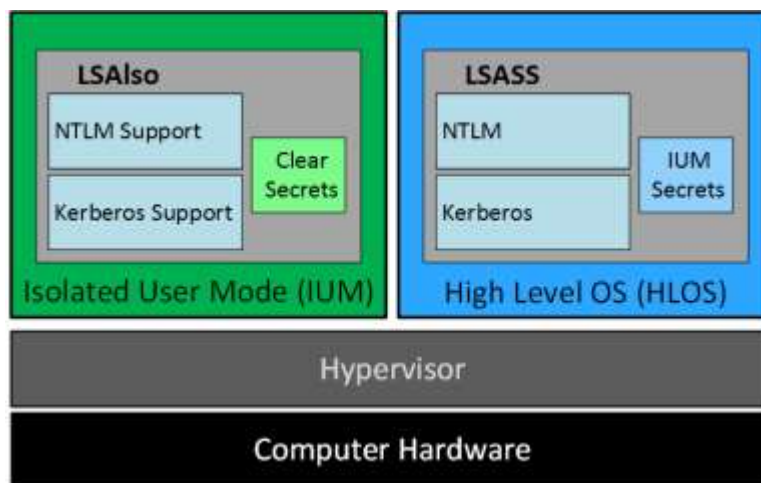 LSAIso
NTLM Support
Kerberos Support
Clear
Secrets
Isolated User Mode (IUM)
LSASS
NTLM
Kerberos
IUM
Secrets
High Level OS (HLOS)
Hypervisor
Computer Hardware